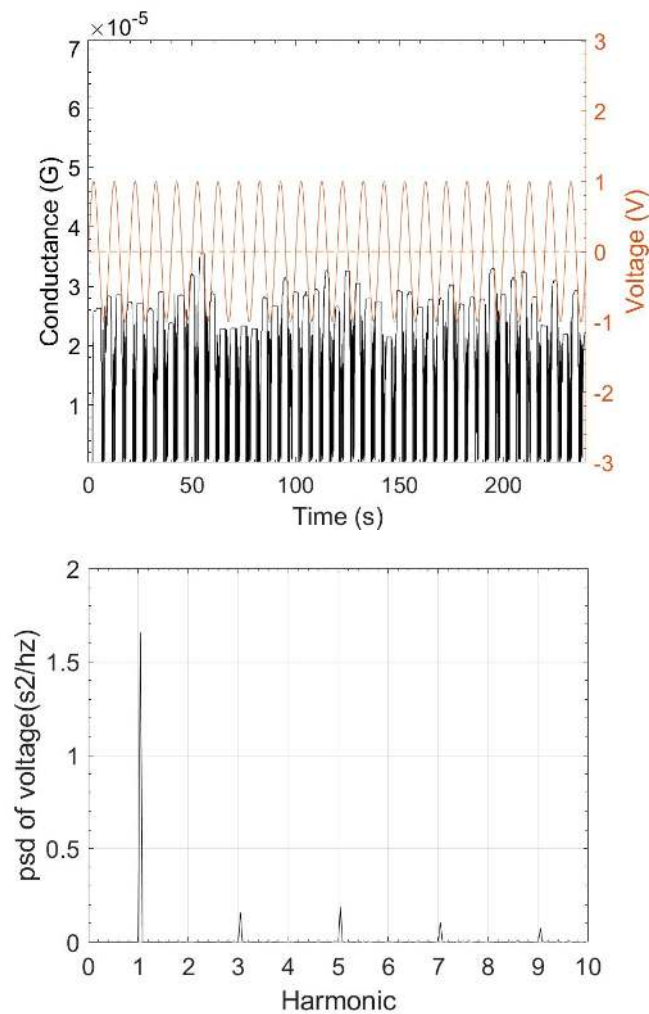 ×10⁻⁵
7
6
5
4
3
2
1
Conductance (G)
3
2
1
0
-1
-2
-3
Voltage (V)
0 50 100 150 200
Time (s)
2
1.5
1
0.5
0
psd of voltage(s2/hz)
0 1 2 3 4 5 6 7 8 9 10
Harmonic